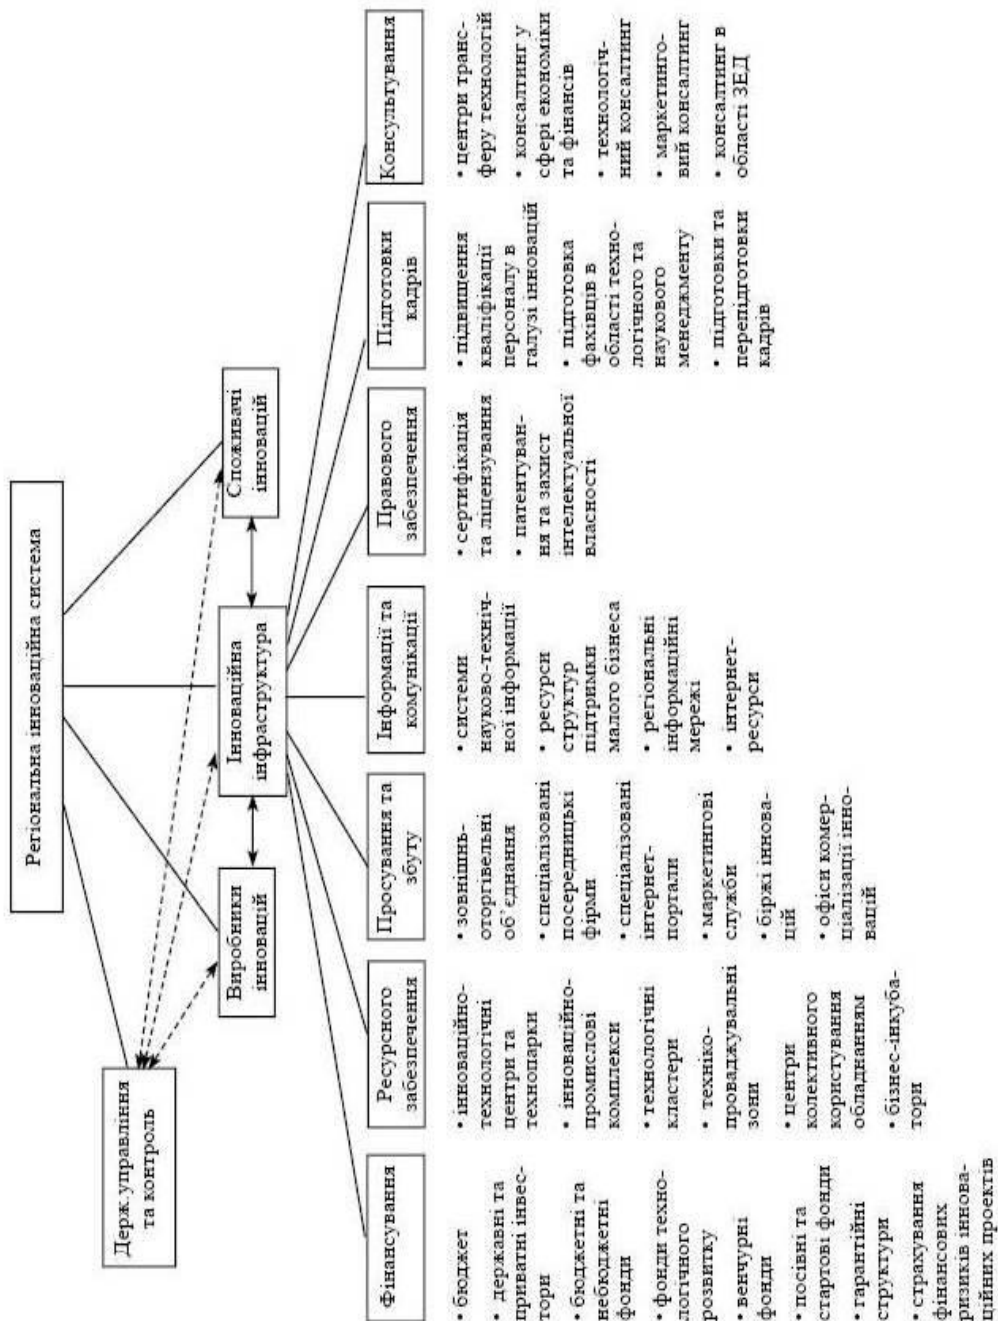 Регіональна інноваційна система
Держ.управління
та контроль
Виробники
інновацій
Інноваційна
інфраструктура
Споживачі
інновацій
Фінансування
• бюджет
• державні та
приватні інвес-
тори
• бюджетні та
небюджетні
фонди
• фонди техно-
логічного
розвитку
• венчурні
фонди
• посівні та
стартові фонди
• гарантійні
структури
• страхування
фінансових
ризиків іннова-
ційних проектів
Ресурсного
забезпечення
• інноваційно-
технологічні
центри та
технопарки
• інноваційно-
промислові
комплекси
• технологічні
кластери
• техніко-
проваджувальні
зони
• центри
колективного
користування
обладнанням
• бізнес-інкуба-
тори
Просування та
збуту
• зовнішнь-
оторгівельні
об'єднання
• спеціалізовані
посередницькі
фірми
• спеціалізовані
інтернет-
портали
• маркетингові
служби
• біржі іннова-
цій
• офіси комер-
ціалізації інно-
вацій
Інформації та
комунікації
• системи
науково-техніч-
ної інформації
• ресурси
структур
підтримки
малого бізнеса
• регіональні
інформаційні
мережі
• інтернет-
ресурси
Правового
забезпечення
• сертифікація
та ліцензування
• патентуван-
ня та захист
інтелектуальної
власності
Підготовки
кадрів
• підвищення
кваліфікації
персоналу в
галузі інновацій
• підготовка
фахівців в
області техно-
логічного та
наукового
менеджменту
• підготовки та
перепідготовки
кадрів
Консультування
• центри транс-
феру технологій
• консалтинг у
сфері економіки
та фінансів
• технологіч-
ний консалтинг
• маркетинго-
вий консалтинг
• консалтинг в
області ЗЕД